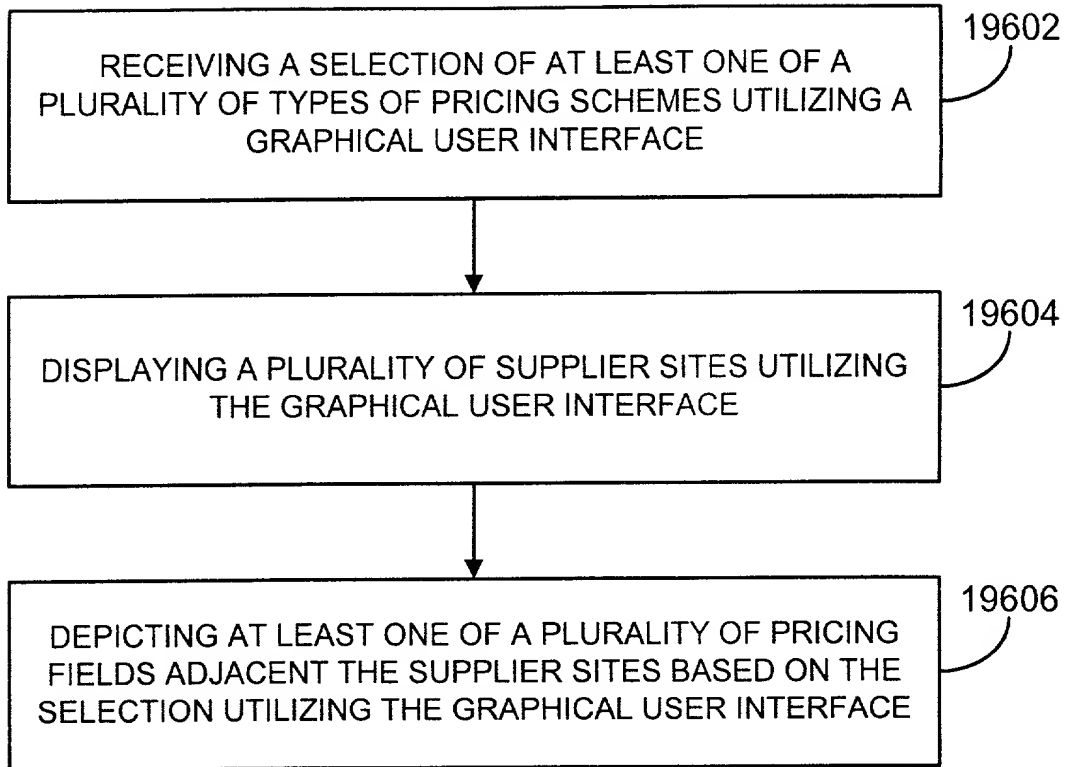 19602
RECEIVING A SELECTION OF AT LEAST ONE OF A
PLURALITY OF TYPES OF PRICING SCHEMES UTILIZING A
GRAPHICAL USER INTERFACE
19604
DISPLAYING A PLURALITY OF SUPPLIER SITES UTILIZING
THE GRAPHICAL USER INTERFACE
19606
DEPICTING AT LEAST ONE OF A PLURALITY OF PRICING
FIELDS ADJACENT THE SUPPLIER SITES BASED ON THE
SELECTION UTILIZING THE GRAPHICAL USER INTERFACE